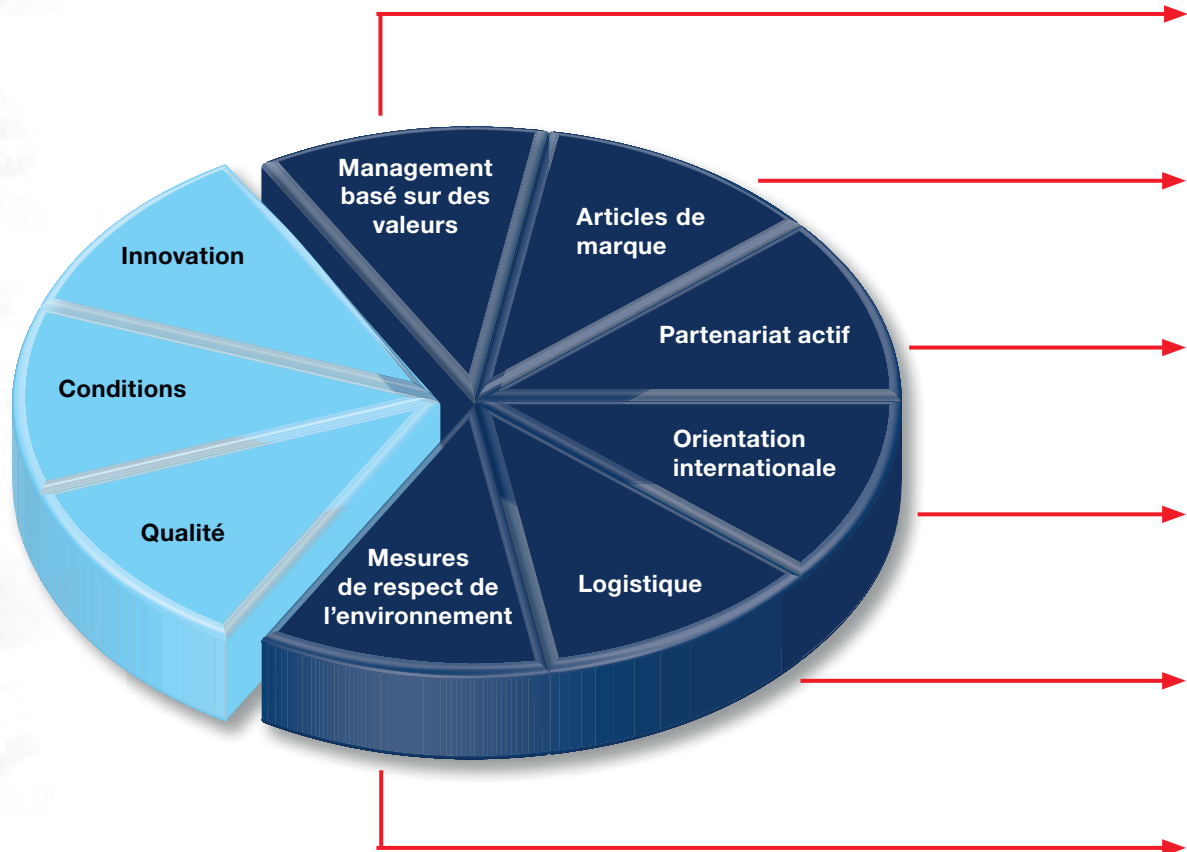 Management
basé sur des
valeurs
Articles de
marque
Partenariat actif
Orientation
internationale
Logistique
Mesures
de respect de
l’environnement
Qualité
Conditions
Innovation